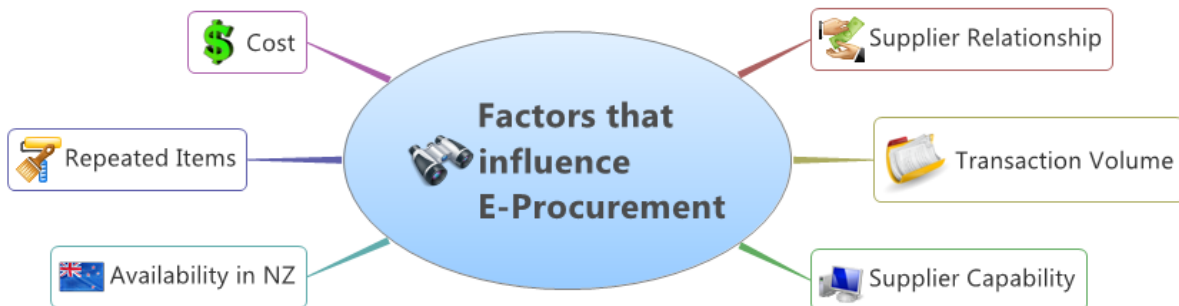 Factors that
influence
E-Procurement
Cost
Repeated Items
Availability in NZ
Supplier Relationship
Transaction Volume
Supplier Capability